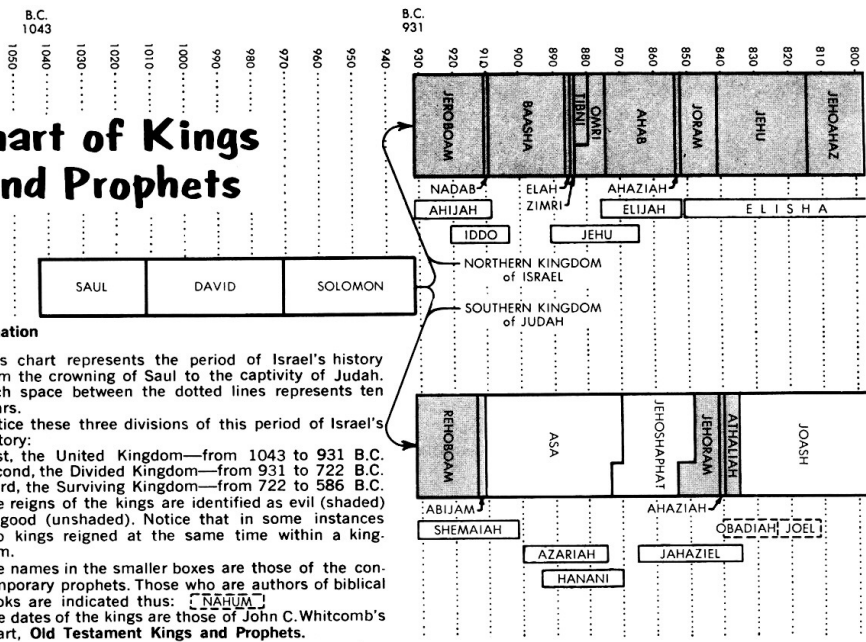 B.C.
1043
B.C.
931
1050
1040
1030
1020
1010
1000
970
960
950
940
930
920
910
900
890
880
870
860
850
840
830
820
810
800
hart of Kings
nd Prophets
JEROBOAM
BAASHA
TIBNI
OMRI
AHAB
JORAM
JEHU
JEHOAHAZ
NADAB
ELAH
ZIMRI
AHAZIAH
AHIJAH
ELIJAH
ELISHA
IDDO
JEHU
NORTHERN KINGDOM
of ISRAEL
SAUL
DAVID
SOLOMON
SOUTHERN KINGDOM
of JUDAH
ation
is chart represents the period of Israel's history
m the crowning of Saul to the captivity of Judah.
ch space between the dotted lines represents ten
ars.
tice these three divisions of this period of Israel's
tory:
st, the United Kingdom—from 1043 to 931 B.C.
cond, the Divided Kingdom—from 931 to 722 B.C.
rd, the Surviving Kingdom—from 722 to 586 B.C.
e reigns of the kings are identified as evil (shaded)
good (unshaded). Notice that in some instances
o kings reigned at the same time within a king-
m.
e names in the smaller boxes are those of the con-
mporary prophets. Those who are authors of biblical
oks are indicated thus: NAHUM
e dates of the kings are those of John C. Whitcomb's
art, Old Testament Kings and Prophets.
REHOBOAM
ASA
JEHOSHAPHAT
JEHORAM
ATHALIAH
JOASH
ABIJAM
AHAZIAH
SHEMAIAH
OBADIAH
JOEL
AZARIAH
JAHAZIEL
HANANI